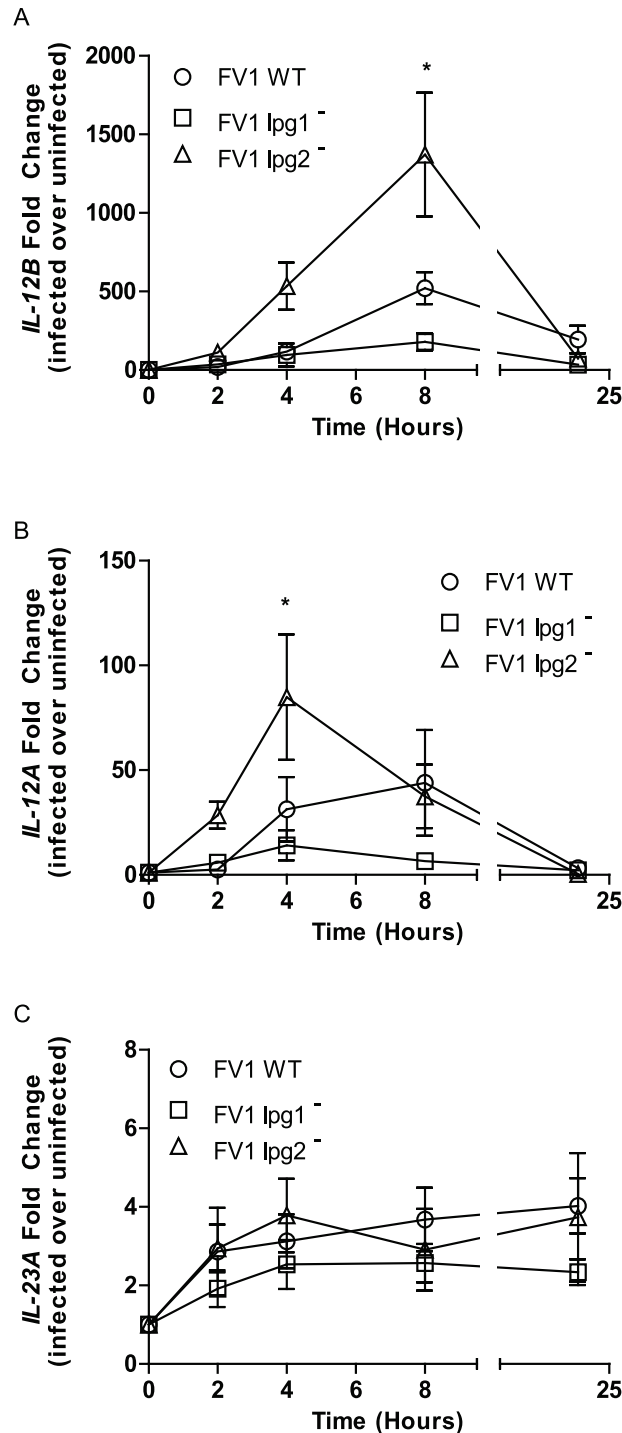 A
IL-12B Fold Change
(infected over uninfected)
2000
1500
1000
500
0
FV1 WT
FV1 lpg1 -
FV1 lpg2 -
*
0 2 4 6 8 25
Time (Hours)
B
IL-12A Fold Change
(infected over uninfected)
150
100
50
0
*
FV1 WT
FV1 lpg1 -
FV1 lpg2 -
0 2 4 6 8 25
Time (Hours)
C
IL-23A Fold Change
(infected over uninfected)
8
6
4
2
0
FV1 WT
FV1 lpg1 -
FV1 lpg2 -
0 2 4 6 8 25
Time (Hours)